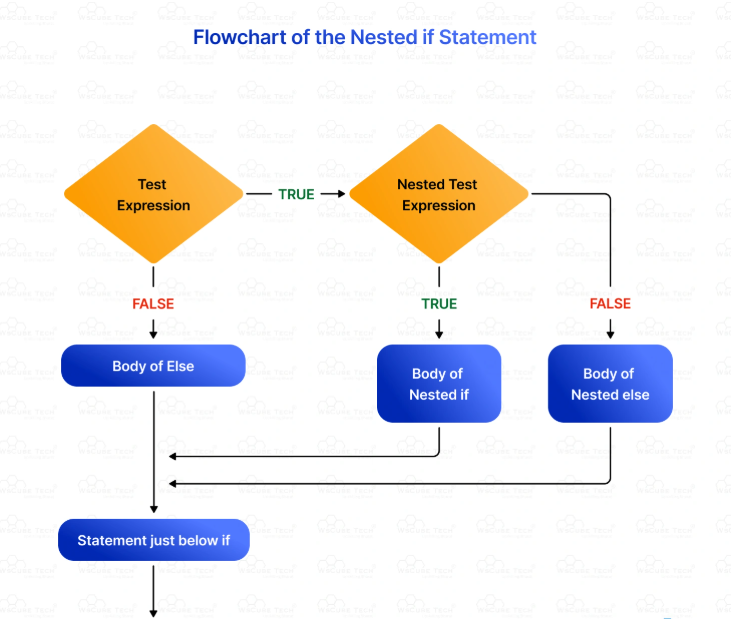 Flowchart of the Nested if Statement
Test
Expression
TRUE
Nested Test
Expression
FALSE
TRUE
FALSE
Body of Else
Body of
Nested if
Body of
Nested else
Statement just below if